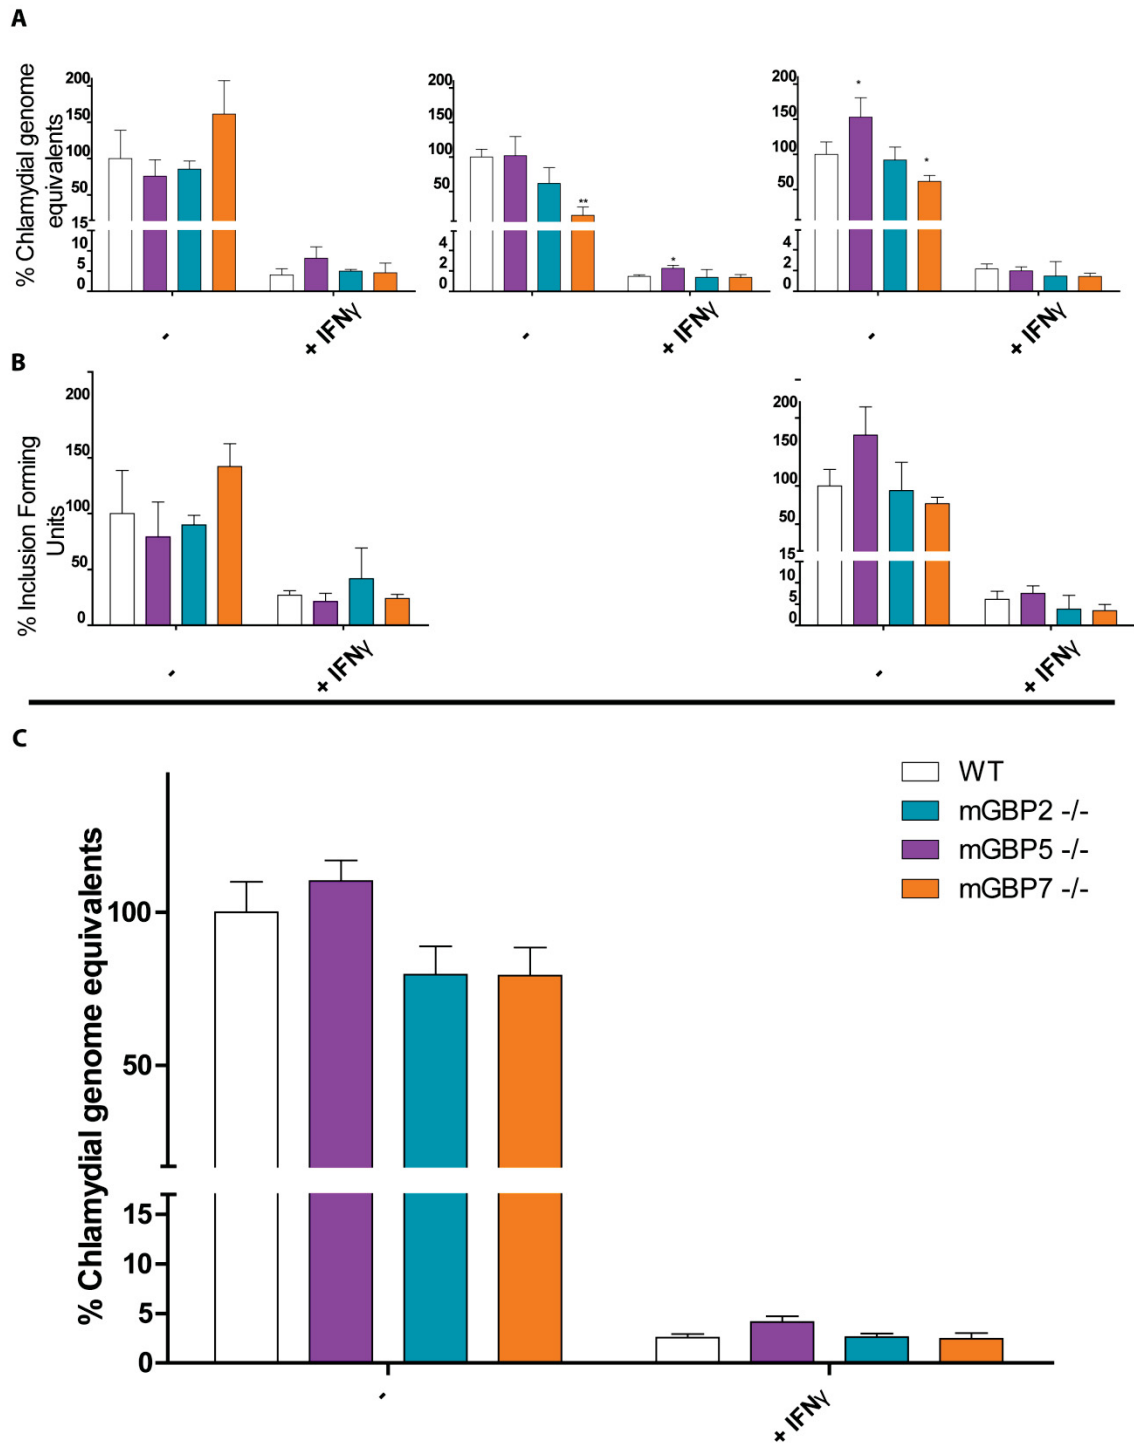 A
% Chlamydial genome
equivalents
200
150
100
50
15
10
5
0
-
+ IFNγ
200
150
100
50
4
2
0
**
*
-
+ IFNγ
200
150
100
50
4
2
0
*
*
-
+ IFNγ
B
% Inclusion Forming
Units
200
150
100
50
0
-
+ IFNγ
200
150
100
50
15
10
5
0
-
+ IFNγ
C
WT
mGBP2 -/-
mGBP5 -/-
mGBP7 -/-
% Chlamydial genome equivalents
100
50
15
10
5
0
-
+ IFNγ